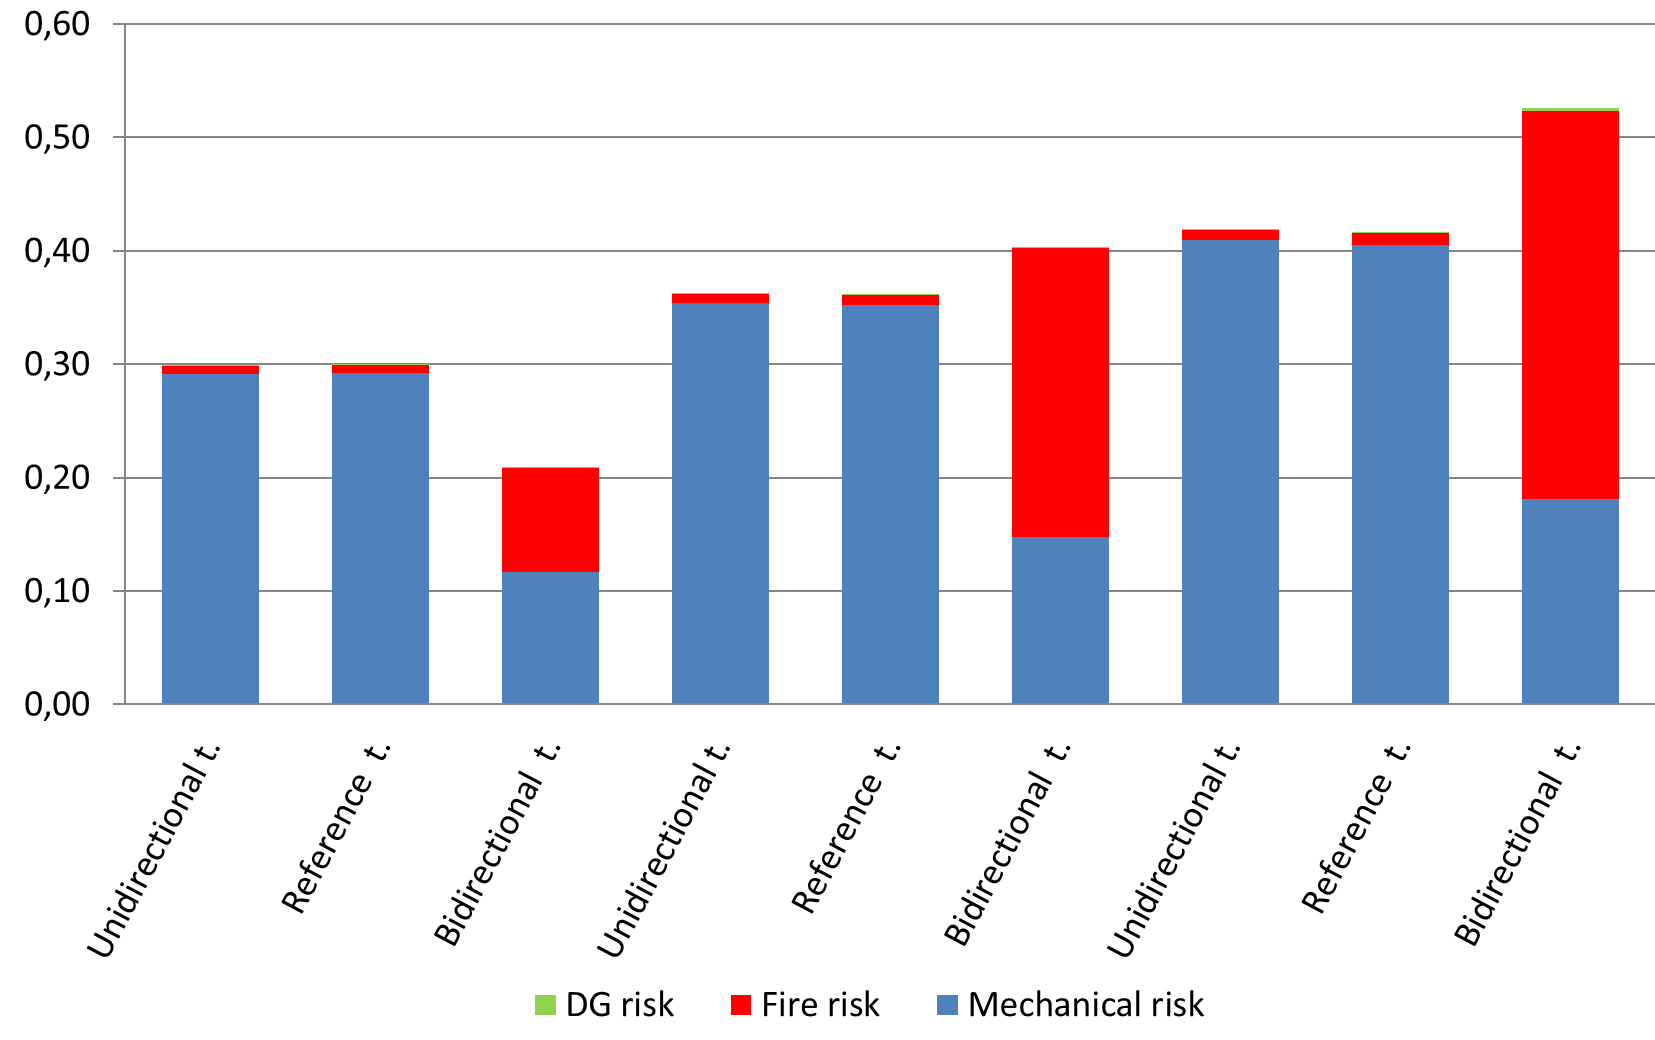 0,60
0,50
0,40
0,30
0,20
0,10
0,00
Unidirectional t.
Reference t.
Bidirectional t.
Unidirectional t.
Reference t.
Bidirectional t.
Unidirectional t.
Reference t.
Bidirectional t.
DG risk Fire risk Mechanical risk